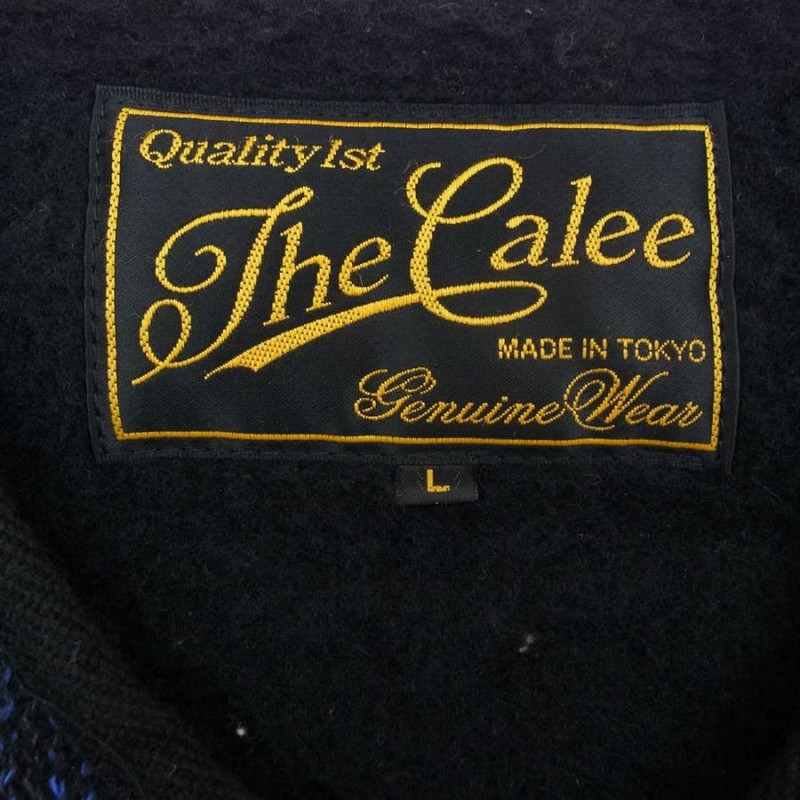 Quality 1st
The Calee
MADE IN TOKYO
Genuine Wear
L